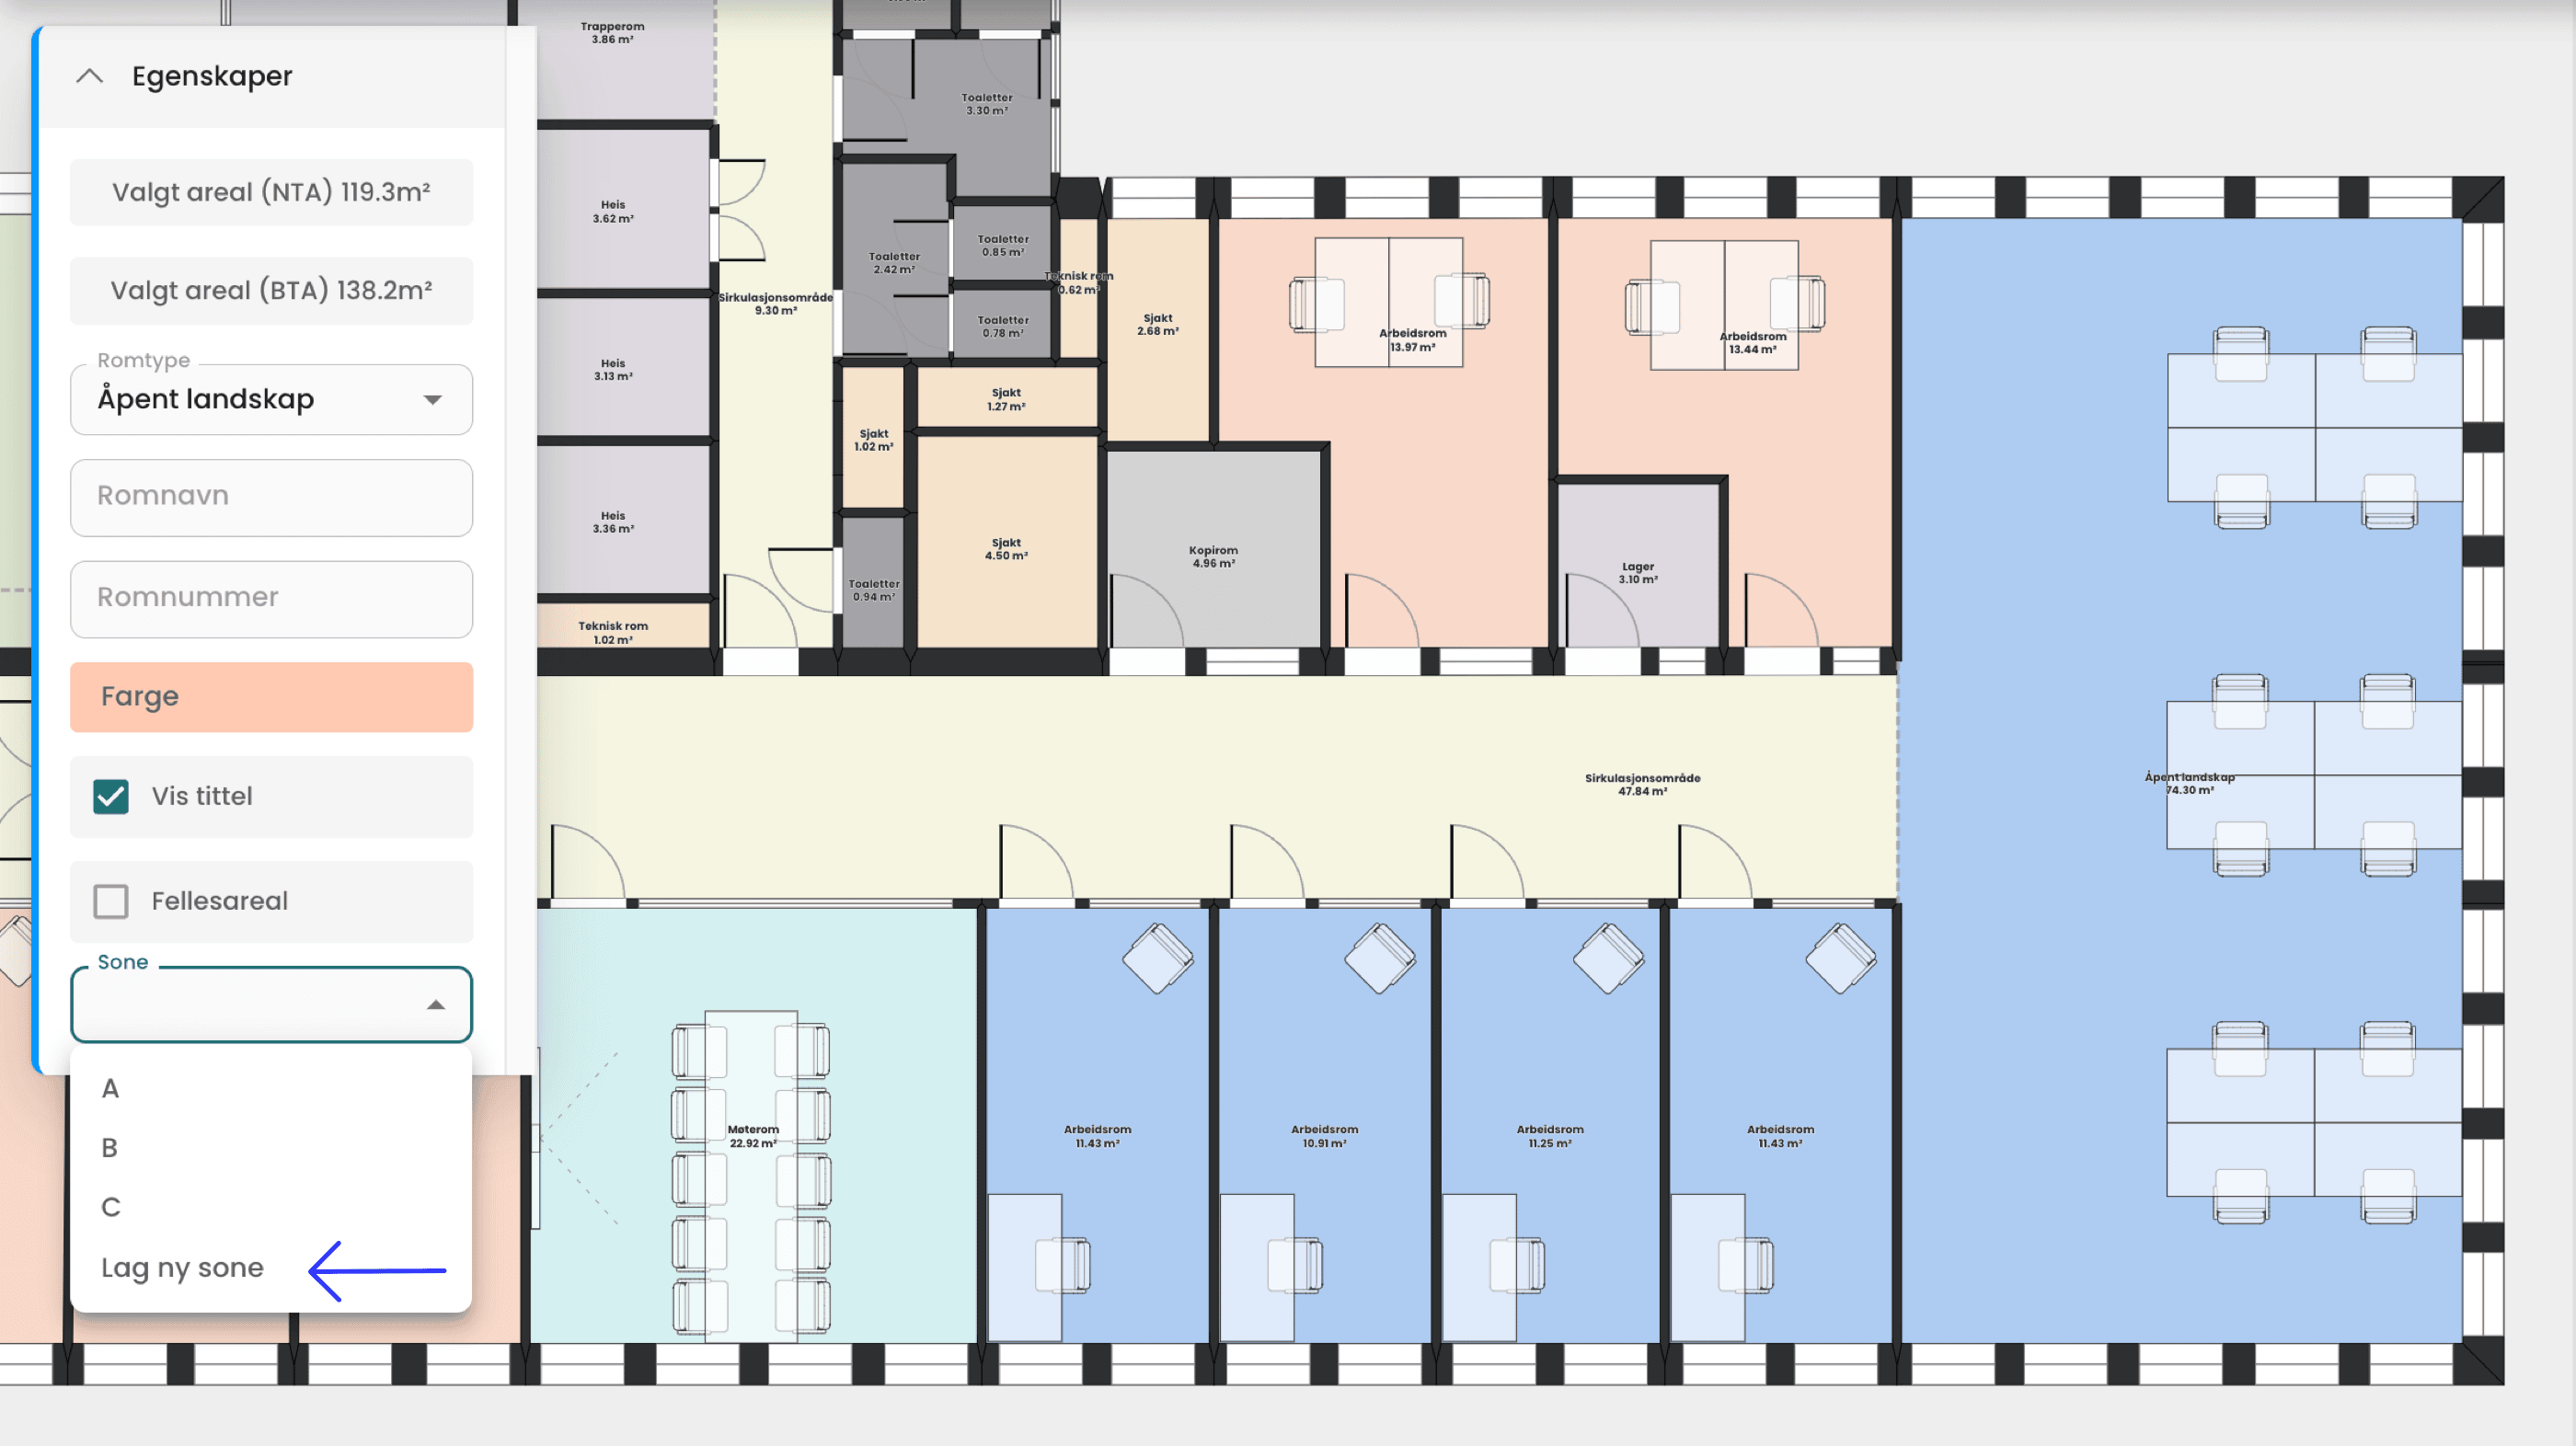 Egenskaper
Valgt areal (NTA) 119.3m²
Valgt areal (BTA) 138.2m²
Romtype
Åpent landskap
Romnavn
Romnummer
Farge
Vis tittel
Fellesareal
Sone
A
B
C
Lag ny sone
Trapperom
3.86 m²
Heis
3.62 m²
Heis
3.13 m²
Heis
3.36 m²
Teknisk rom
1.02 m²
Sirkulasjonsområde
9.30 m²
Toaletter
3.30 m²
Toaletter
2.42 m²
Toaletter
0.85 m²
Toaletter
0.78 m²
Teknisk rom
0.62 m²
Sjakt
2.68 m²
Sjakt
1.27 m²
Sjakt
1.02 m²
Sjakt
4.50 m²
Toaletter
0.94 m²
Kopirom
4.96 m²
Arbeidsrom
13.97 m²
Arbeidsrom
13.44 m²
Lager
3.10 m²
Sirkulasjonsområde
47.84 m²
Åpent landskap
74.30 m²
Møterom
22.92 m²
Arbeidsrom
11.43 m²
Arbeidsrom
10.91 m²
Arbeidsrom
11.25 m²
Arbeidsrom
11.43 m²